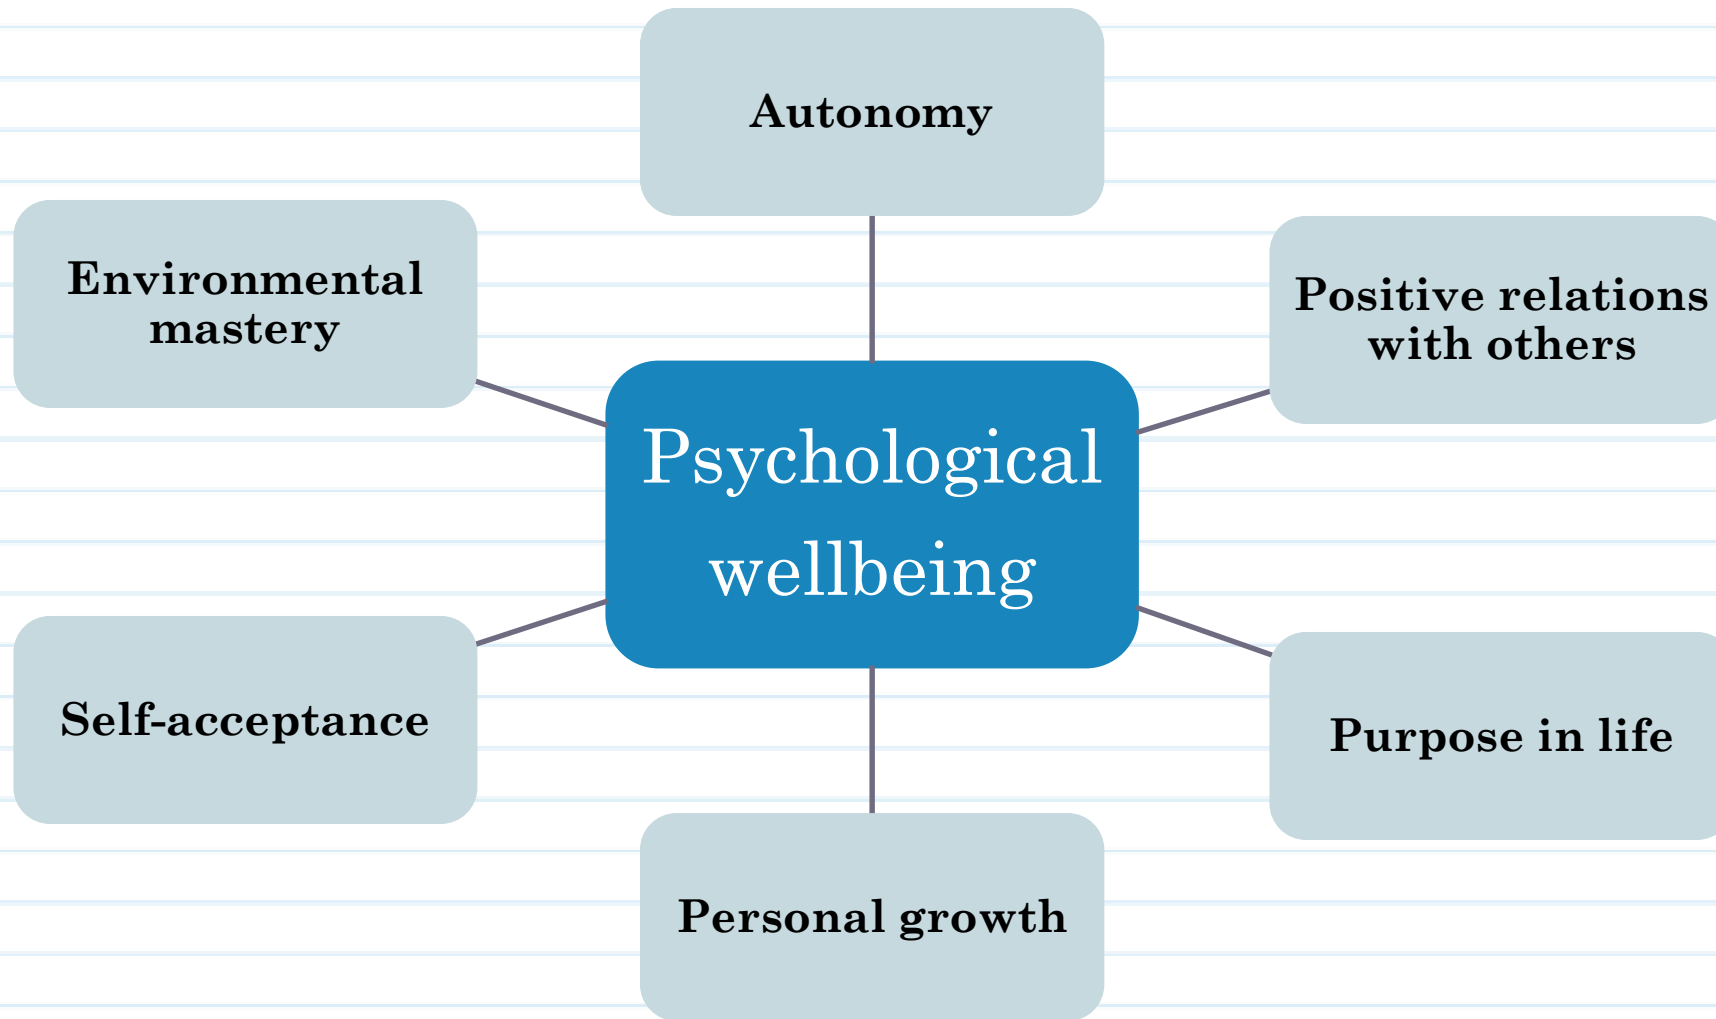 Autonomy
Environmental
mastery
Positive relations
with others
Psychological
wellbeing
Self-acceptance
Purpose in life
Personal growth